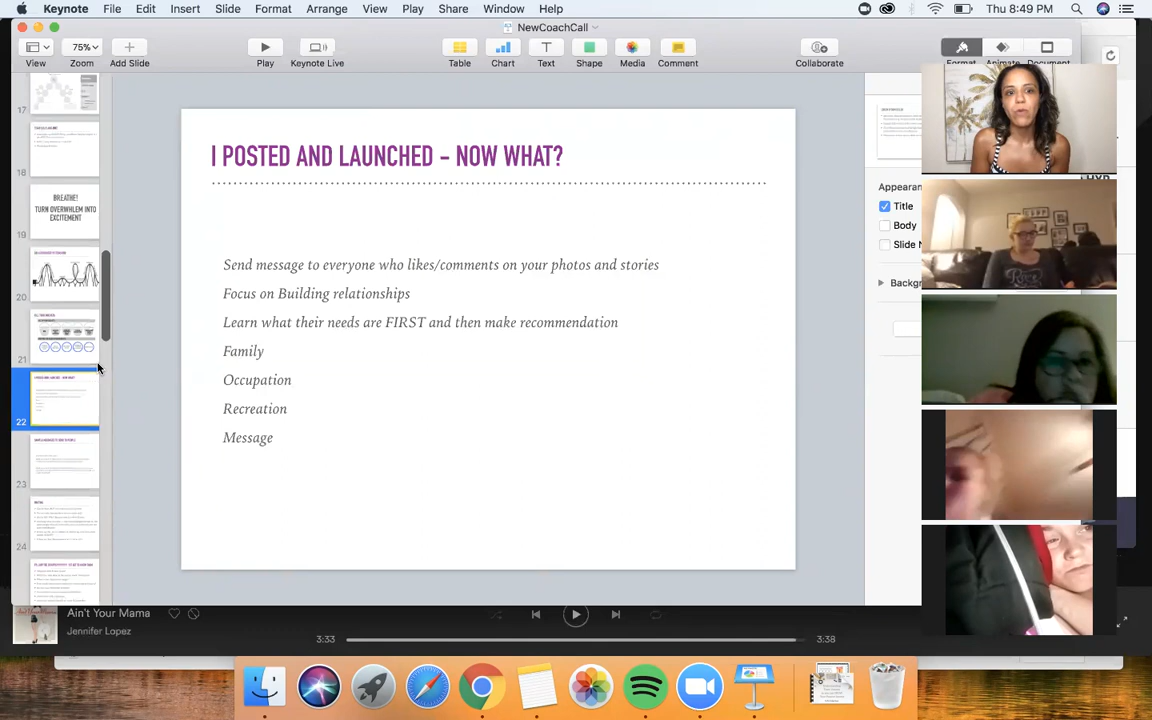 Keynote File Edit Insert Slide Format Arrange View Play Share Window Help Thu 8:49 PM
NewCoachCall
75%
View Zoom Add Slide Play Keynote Live Table Chart Text Shape Media Comment Collaborate Format Animate Document
17
18
BREATHE!
TURN OVERWHLEM INTO
EXCITEMENT
19
20
21
22
23
24
I POSTED AND LAUNCHED - NOW WHAT?
Send message to everyone who likes/comments on your photos and stories
Focus on Building relationships
Learn what their needs are FIRST and then make recommendation
Family
Occupation
Recreation
Message
Title
Body
Ain't Your Mama
Jennifer Lopez
3:33
3:38